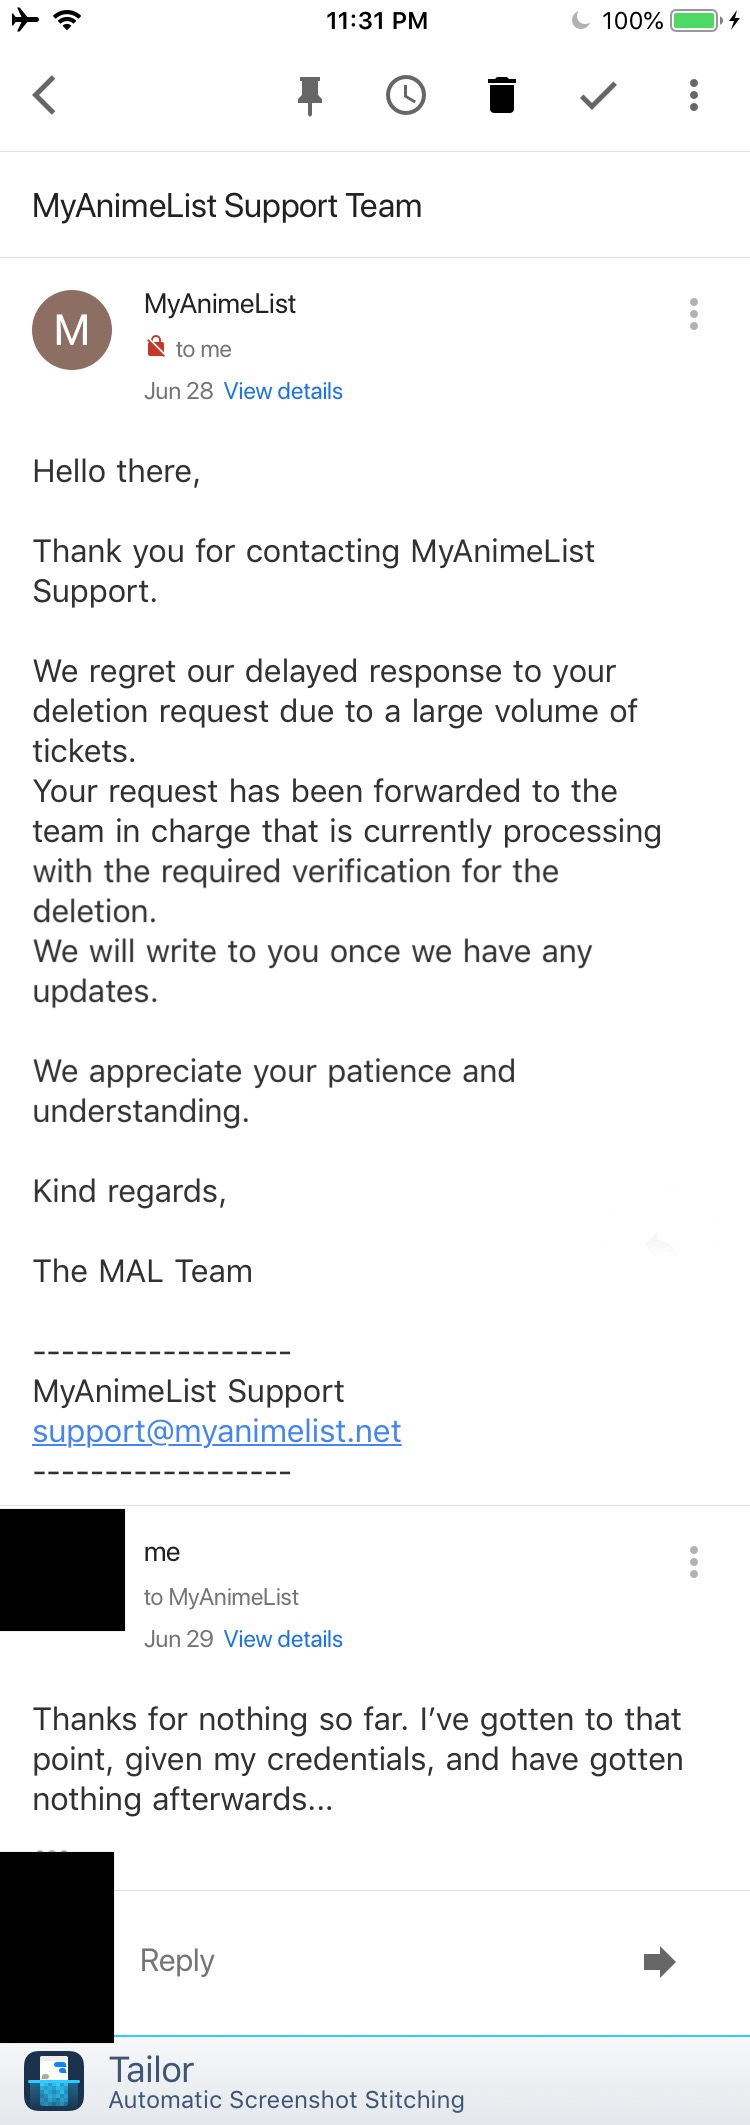 11:31 PM
100%
MyAnimeList Support Team
M
MyAnimeList
to me
Jun 28 View details
Hello there,
Thank you for contacting MyAnimeList
Support.
We regret our delayed response to your
deletion request due to a large volume of
tickets.
Your request has been forwarded to the
team in charge that is currently processing
with the required verification for the
deletion.
We will write to you once we have any
updates.
We appreciate your patience and
understanding.
Kind regards,
The MAL Team
------------------
MyAnimeList Support
support@myanimelist.net
------------------
me
to MyAnimeList
Jun 29 View details
Thanks for nothing so far. I’ve gotten to that
point, given my credentials, and have gotten
nothing afterwards...
Reply
Tailor
Automatic Screenshot Stitching